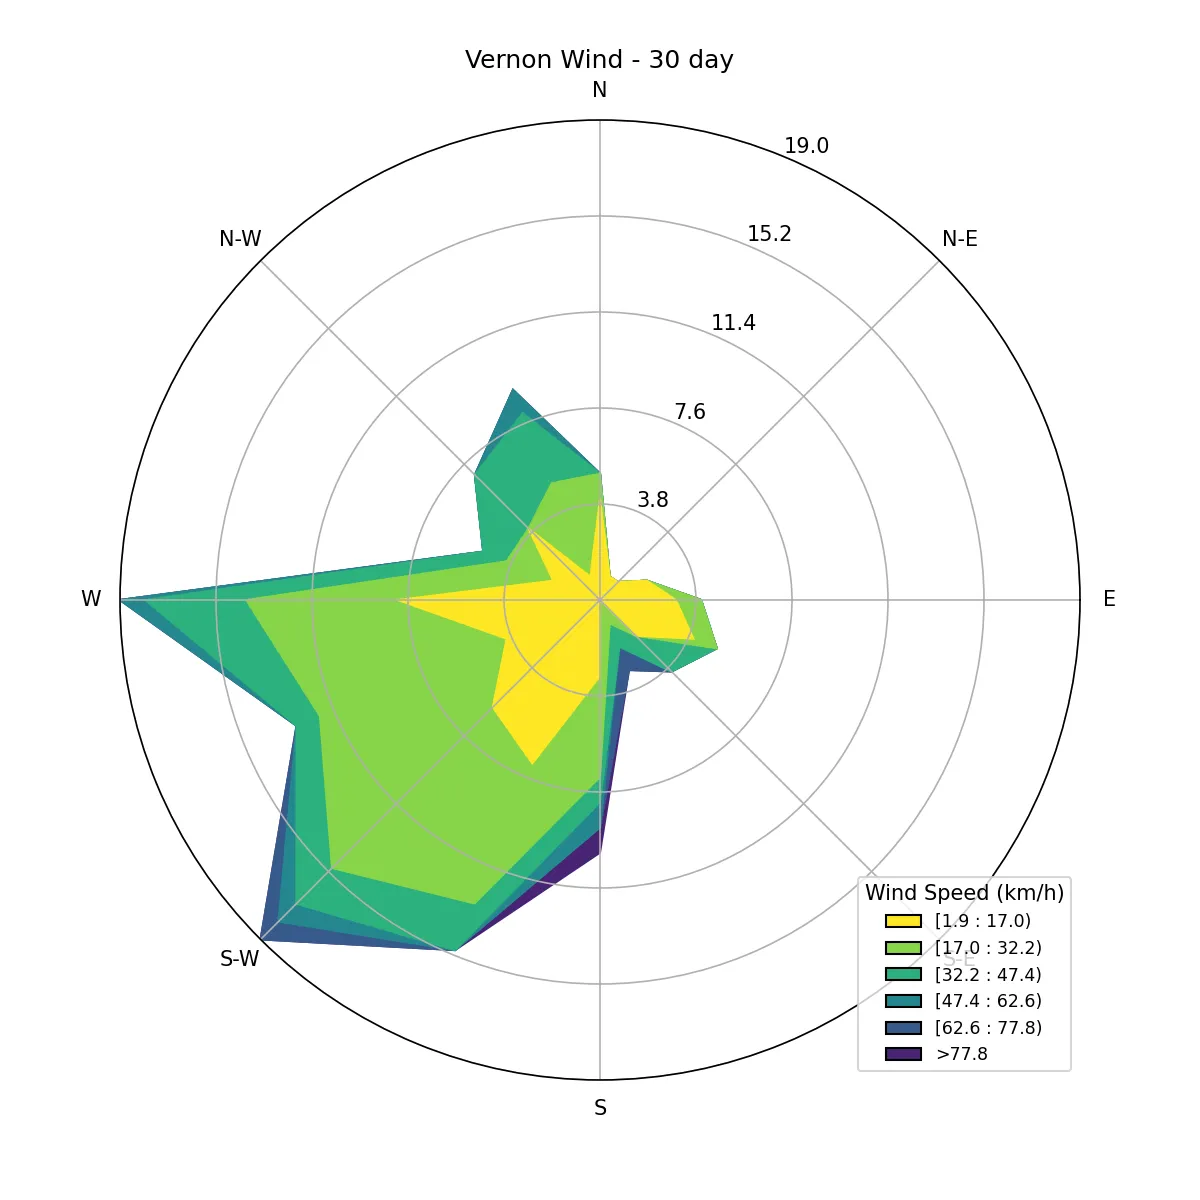 Vernon Wind - 30 day
N
19.0
15.2
N-W
N-E
11.4
7.6
3.8
W
E
Wind Speed (km/h)
[1.9 : 17.0)
[17.0 : 32.2)
S-W
S-E
[32.2 : 47.4)
[47.4 : 62.6)
[62.6 : 77.8)
>77.8
S